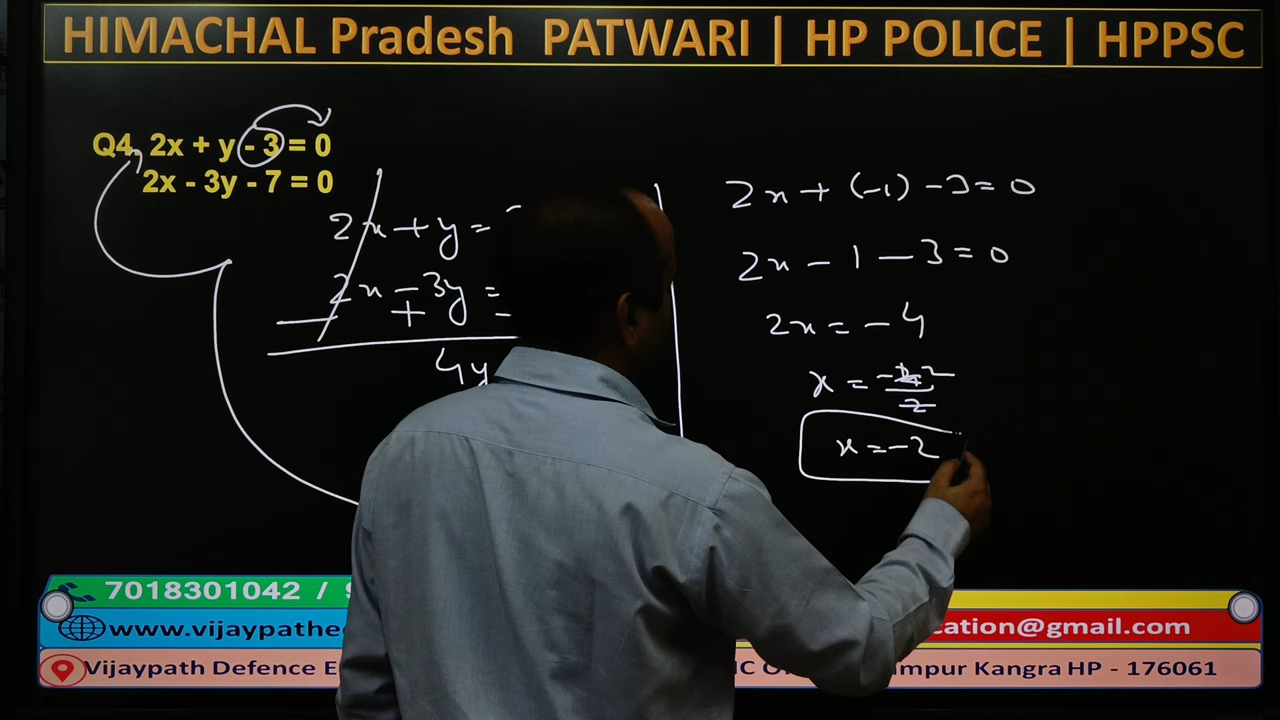 HIMACHAL Pradesh PATWARI | HP POLICE | HPPSC
Q4, 2x + y - 3 = 0
2x - 3y - 7 = 0
2x + y =
2x - 3y =
- + -
4y
2x + (-1) - 3 = 0
2x - 1 - 3 = 0
2x = - 4
x = -4 2 / 2
x = - 2
7018301042 /
www.vijaypathe
cation@gmail.com
Vijaypath Defence E
mpur Kangra HP - 176061